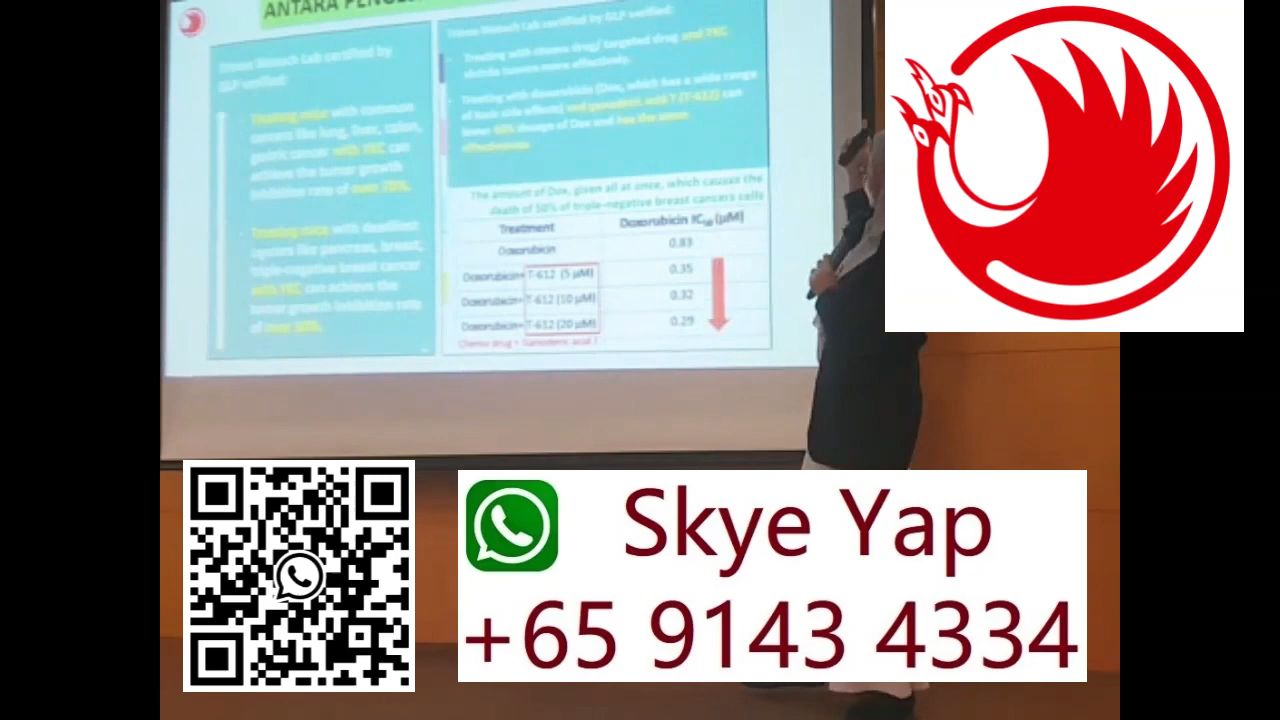 ANTARA
GLP verified:
Treating mice with common
cancers like lung, liver, colon,
gastric cancer with YKC can
achieve the tumor growth
inhibition rate of over 70%.
Treating mice with deadliest
cancers like pancreas, breast,
triple-negative breast cancer
with YKC can achieve the
tumor growth inhibition rate
of over 50%.
Lab certified by GLP verified:
Treating with drug/ targeted drug and YKC
shrinks tumors more effectively.
Treating with doxorubicin (Dox, which has a wide range
of toxic side effects) and ganoderic acid T (T-612) can
lower dosage of Dox and has the same
effectiveness.
The amount of Dox, given all at once, which causes the
death of 50% of triple-negative breast cancers cells
Treatment Doxorubicin IC50 (µM)
Doxorubicin 0.83
Doxorubicin+ T-612 (5 µM) 0.35
Doxorubicin+ T-612 (10 µM) 0.32
Doxorubicin+ T-612 (20 µM) 0.29
Chemo drug + Ganoderic acid T
Skye Yap
+65 9143 4334